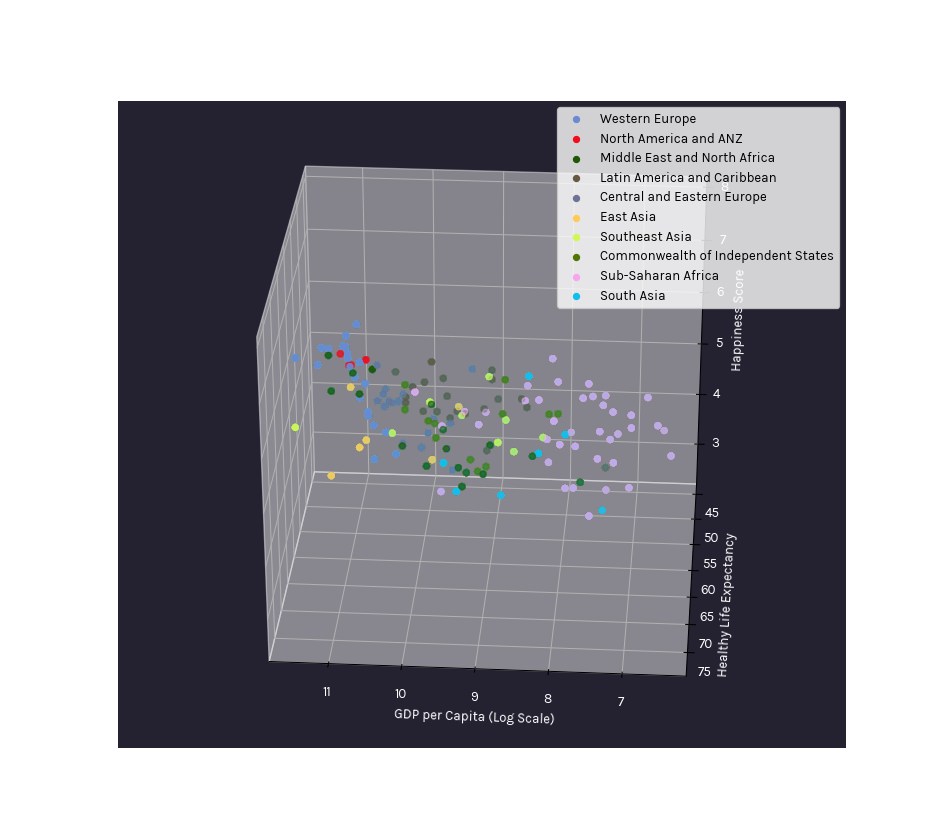 Western Europe
North America and ANZ
Middle East and North Africa
Latin America and Caribbean
Central and Eastern Europe
East Asia
Southeast Asia
Commonwealth of Independent States
Sub-Saharan Africa
South Asia
8
7
6
5
4
3
Happiness Score
45
50
55
60
65
70
75
Healthy Life Expectancy
11
10
9
8
7
GDP per Capita (Log Scale)